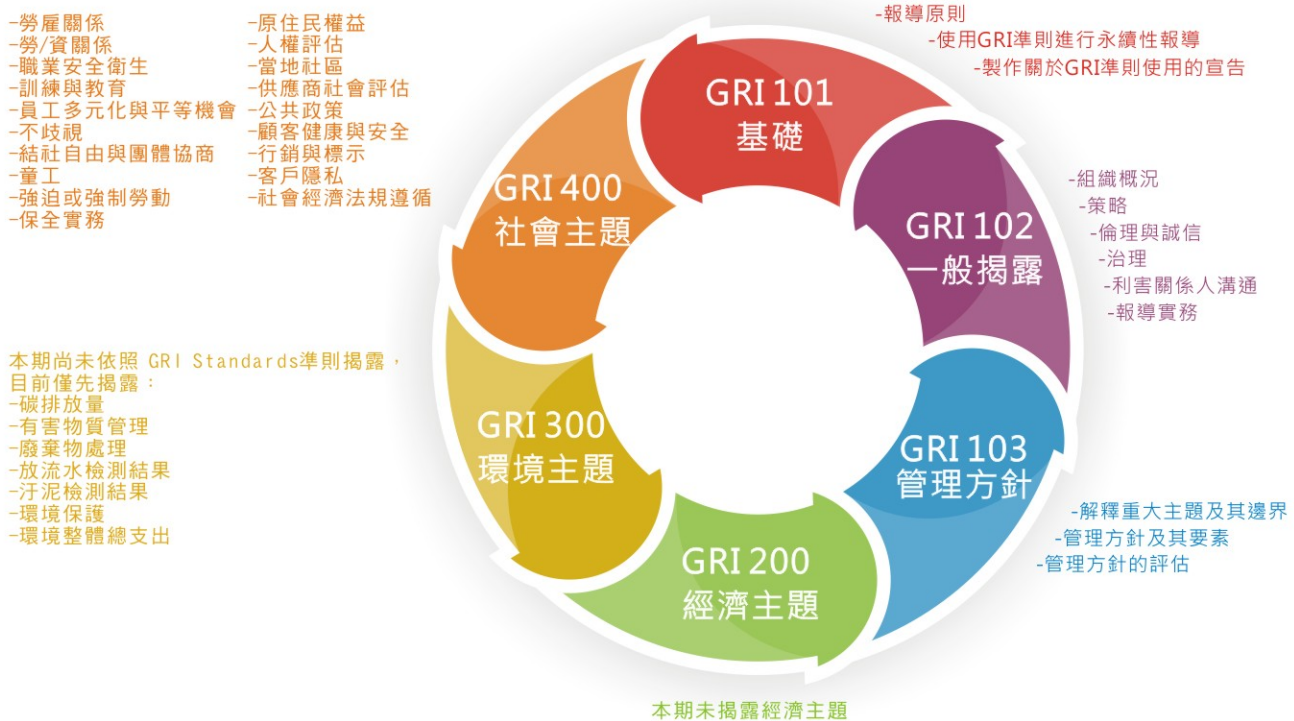 GRI 101
基礎
-報導原則
-使用GRI準則進行永續性報導
-製作關於GRI準則使用的宣告
GRI 102
一般揭露
-組織概況
-策略
-倫理與誠信
-治理
-利害關係人溝通
-報導實務
GRI 103
管理方針
-解釋重大主題及其邊界
-管理方針及其要素
-管理方針的評估
GRI 200
經濟主題
本期未揭露經濟主題
GRI 300
環境主題
本期尚未依照 GRI Standards準則揭露，
目前僅先揭露：
-碳排放量
-有害物質管理
-廢棄物處理
-放流水檢測結果
-汙泥檢測結果
-環境保護
-環境整體總支出
GRI 400
社會主題
-勞雇關係
-勞/資關係
-職業安全衛生
-訓練與教育
-員工多元化與平等機會
-不歧視
-結社自由與團體協商
-童工
-強迫或強制勞動
-保全實務
-原住民權益
-人權評估
-當地社區
-供應商社會評估
-公共政策
-顧客健康與安全
-行銷與標示
-客戶隱私
-社會經濟法規遵循